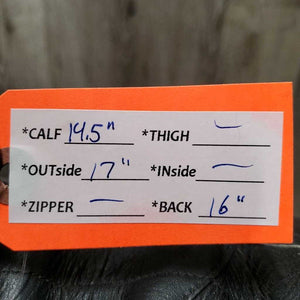 *CALF 14.5" *THIGH —
*OUTside 17" *INside —
*ZIPPER — *BACK 16"